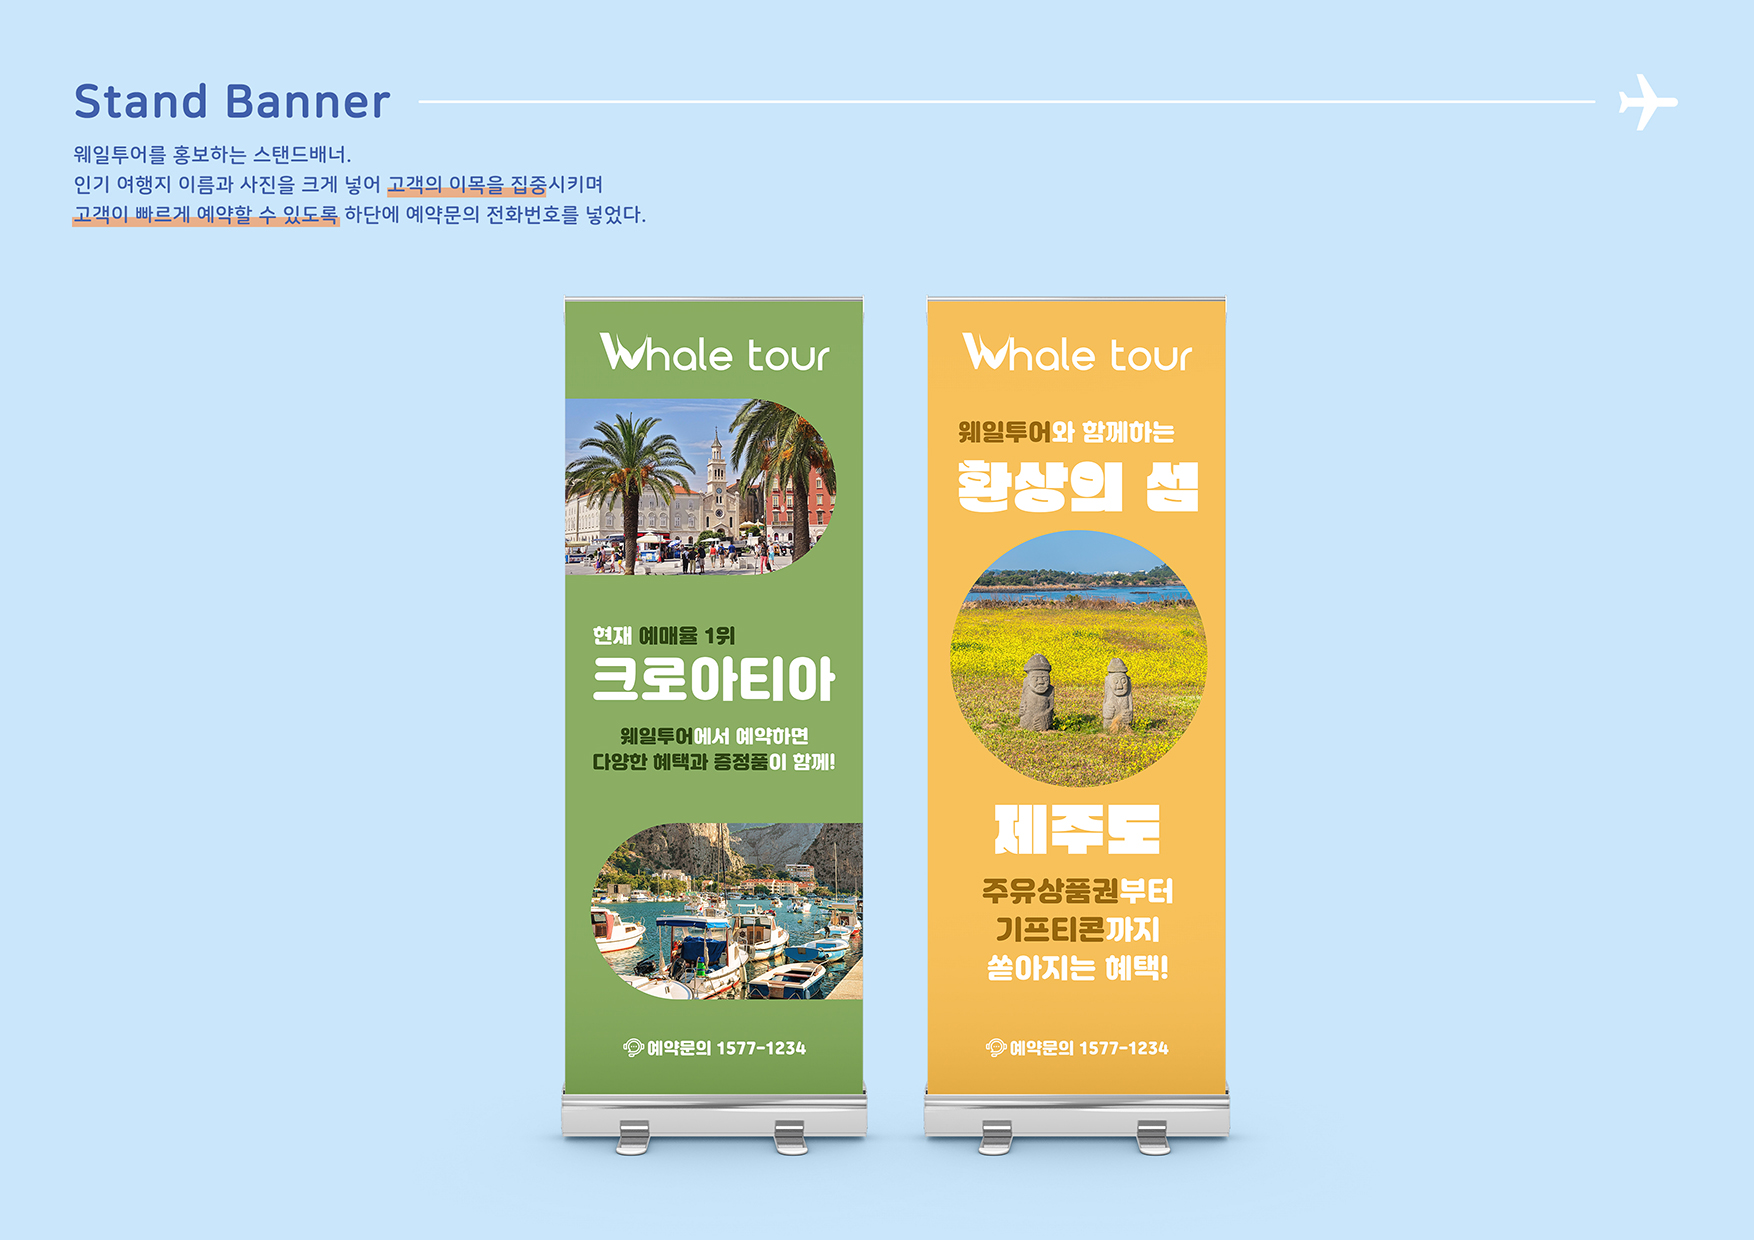 Stand Banner
웨일투어를 홍보하는 스탠드배너.
인기 여행지 이름과 사진을 크게 넣어 고객의 이목을 집중시키며
고객이 빠르게 예약할 수 있도록 하단에 예약문의 전화번호를 넣었다.
Whale tour
현재 예매율 1위
크로아티아
웨일투어에서 예약하면
다양한 혜택과 증정품이 함께!
예약문의 1577-1234
Whale tour
웨일투어와 함께하는
환상의 섬
제주도
주유상품권부터
기프티콘까지
쏟아지는 혜택!
예약문의 1577-1234